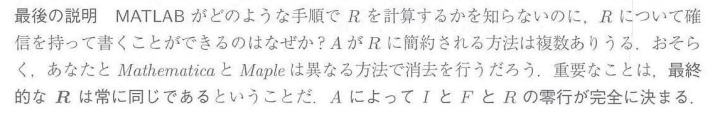 最後の説明　MATLAB がどのような手順で R を計算するかを知らないのに，R について確
信を持って書くことができるのはなぜか？A が R に簡約される方法は複数ありうる．おそら
く，あなたと Mathematica と Maple は異なる方法で消去を行うだろう．重要なことは，最終
的な R は常に同じであるということだ．A によって I と F と R の零行が完全に決まる．